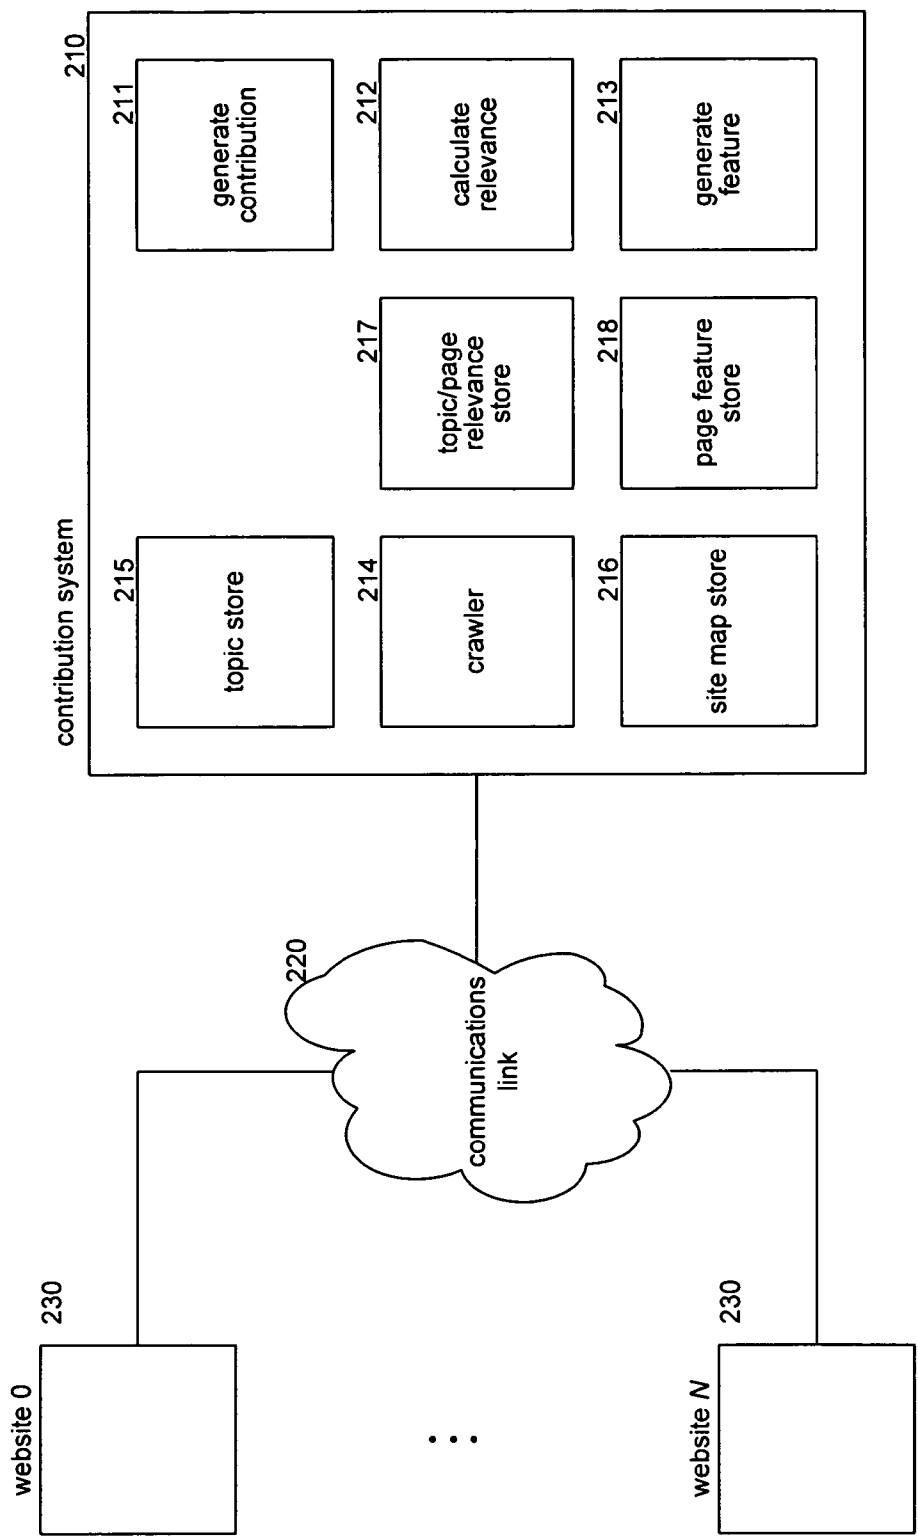 website 0
230
website N
230
...
220
communications
link
contribution system
210
215
topic store
211
generate
contribution
214
crawler
217
topic/page
relevance
store
212
calculate
relevance
216
site map store
218
page feature
store
213
generate
feature